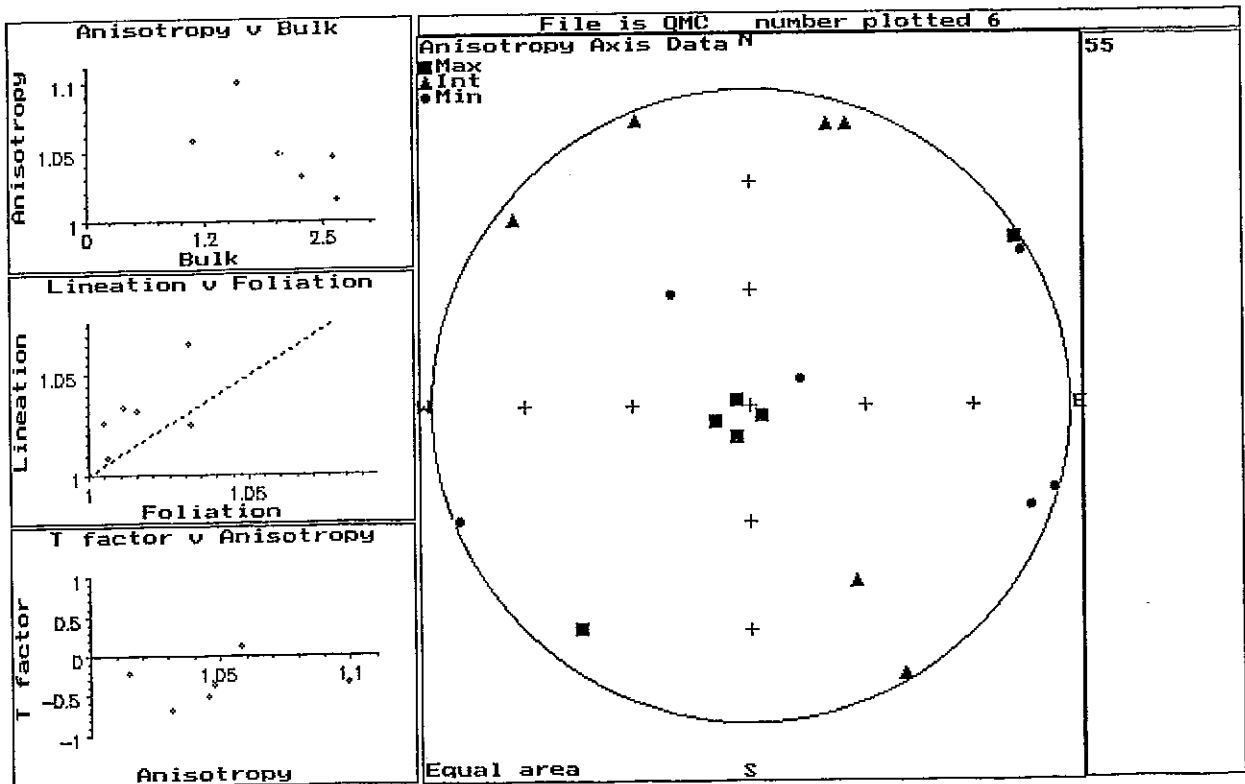 File is QMC number plotted 6
Anisotropy v Bulk
Anisotropy
1.1
1.05
1
0
1.2
2.5
Bulk
Lineation v Foliation
Lineation
1.05
1
1
1.05
Foliation
T factor v Anisotropy
T factor
1
0.5
0
-0.5
-1
1.05
1.1
Anisotropy
Anisotropy Axis Data
Max
Int
Min
N
W
E
S
Equal area
55